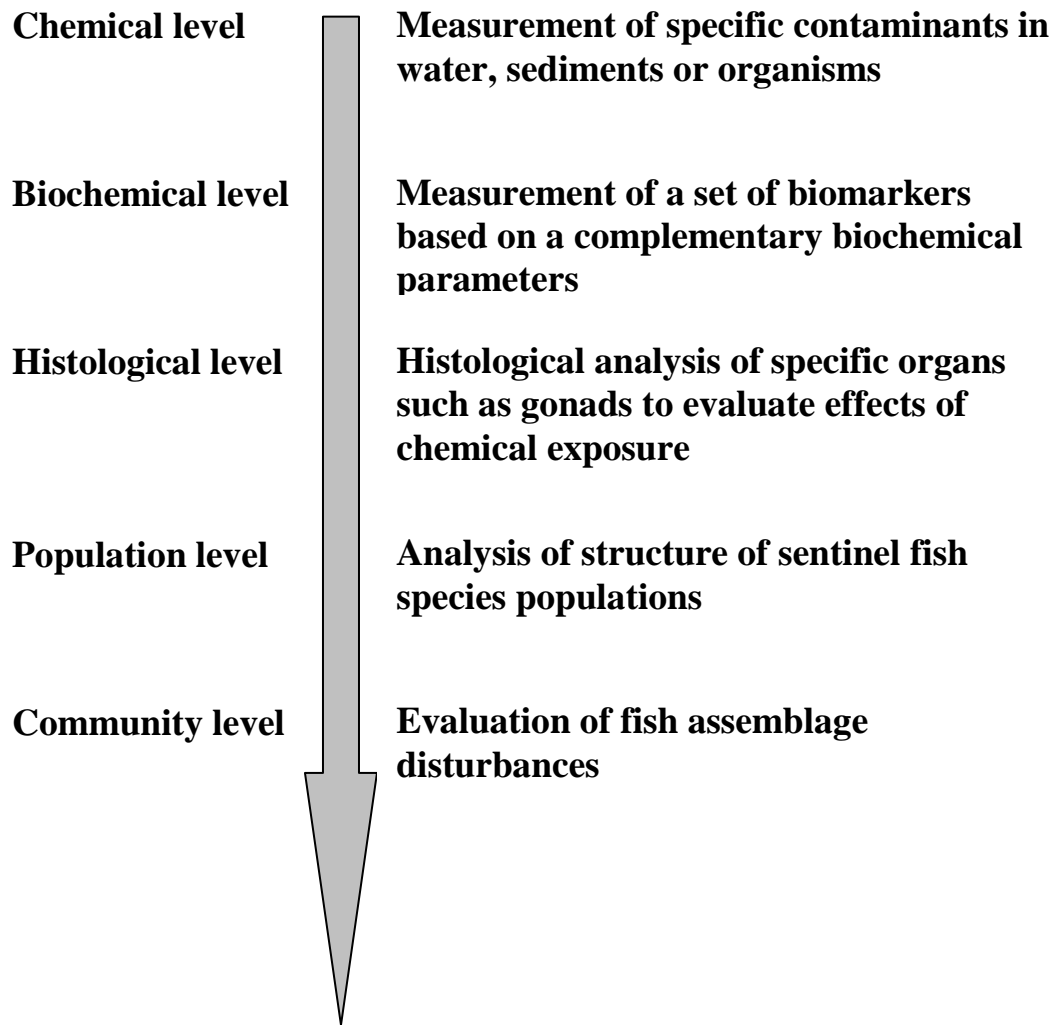 Chemical level
Measurement of specific contaminants in
water, sediments or organisms
Biochemical level
Measurement of a set of biomarkers
based on a complementary biochemical
parameters
Histological level
Histological analysis of specific organs
such as gonads to evaluate effects of
chemical exposure
Population level
Analysis of structure of sentinel fish
species populations
Community level
Evaluation of fish assemblage
disturbances